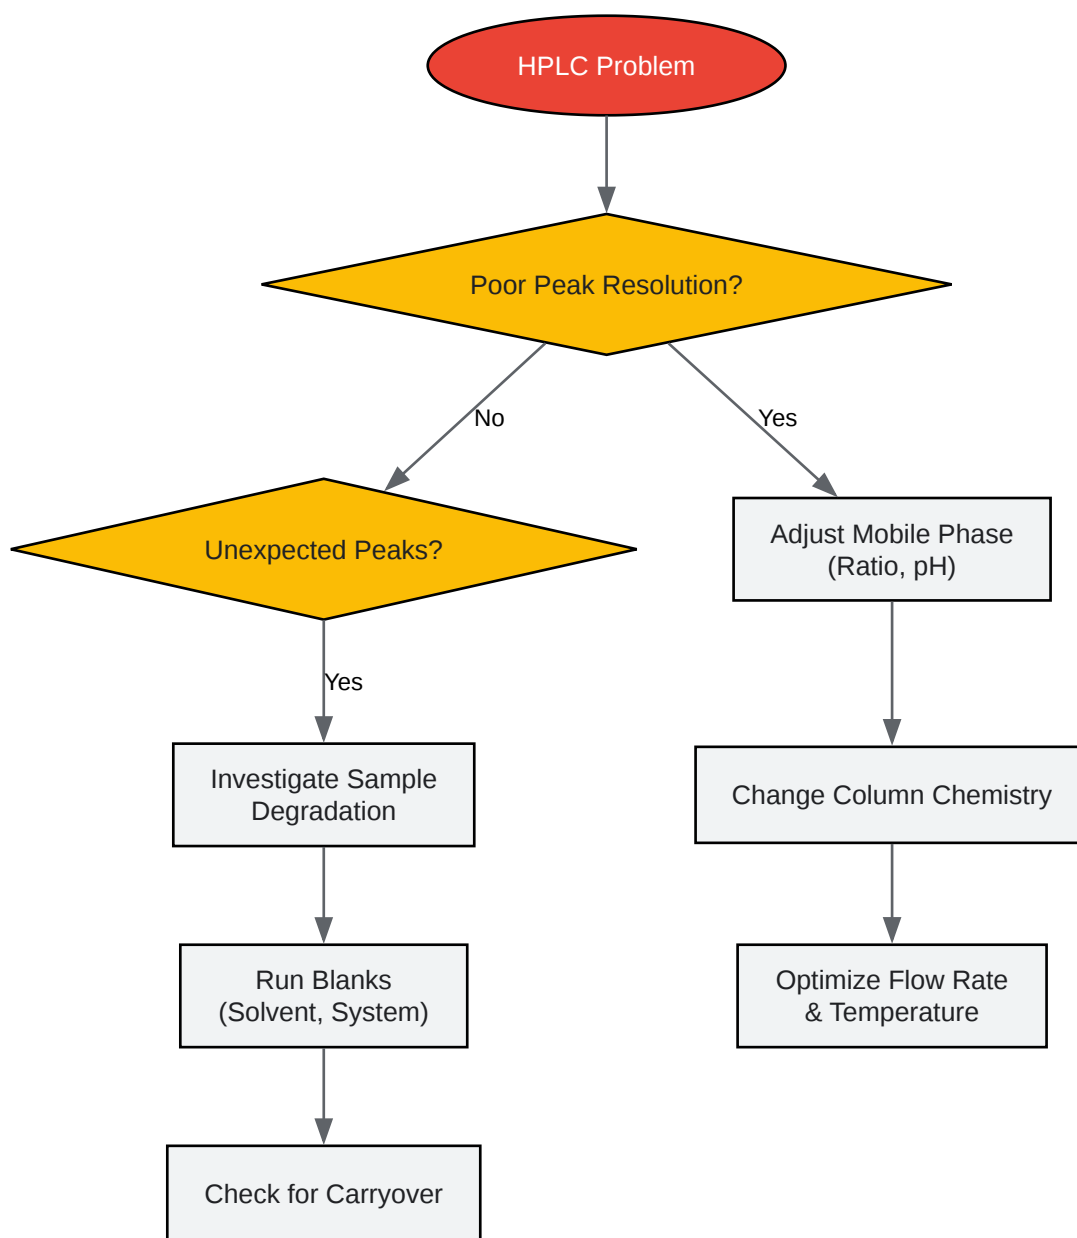 HPLC Problem
Poor Peak Resolution?
No
Yes
Unexpected Peaks?
Adjust Mobile Phase
(Ratio, pH)
Yes
Investigate Sample
Degradation
Change Column Chemistry
Run Blanks
(Solvent, System)
Optimize Flow Rate
& Temperature
Check for Carryover